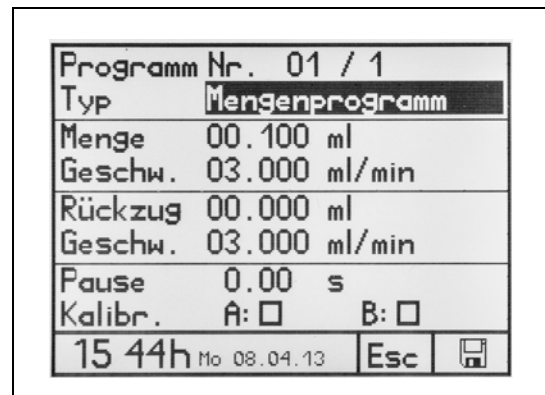 Programm Nr. 01 / 1
Typ Mengenprogramm
Menge 00.100 ml
Geschw. 03.000 ml/min
Rückzug 00.000 ml
Geschw. 03.000 ml/min
Pause 0.00 s
Kalibr. A: B:
15 44h Mo 08.04.13 Esc